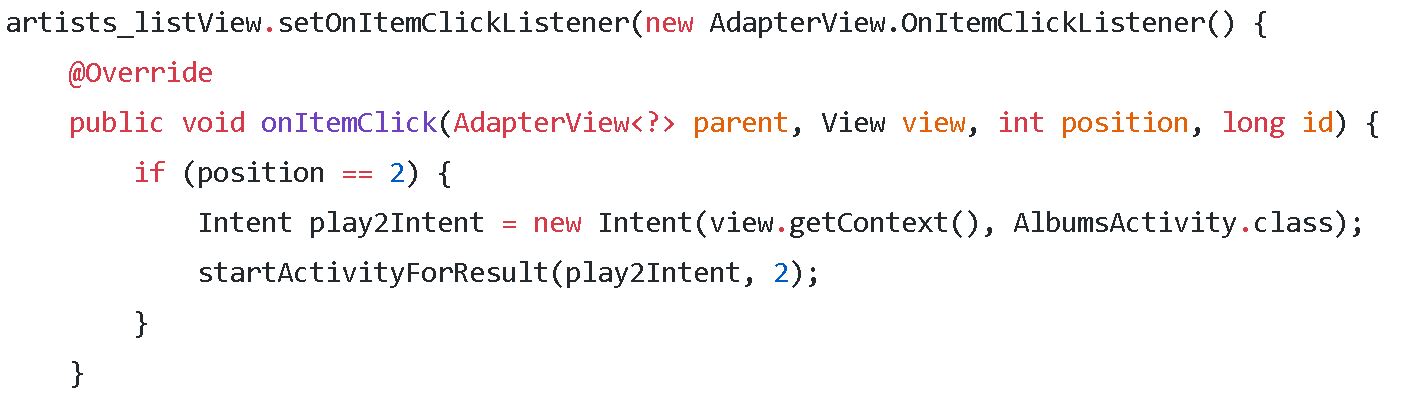 artists_listView.setOnItemClickListener(new AdapterView.OnItemClickListener() {
    @Override
    public void onItemClick(AdapterView<?> parent, View view, int position, long id) {
        if (position == 2) {
            Intent play2Intent = new Intent(view.getContext(), AlbumsActivity.class);
            startActivityForResult(play2Intent, 2);
        }
    }